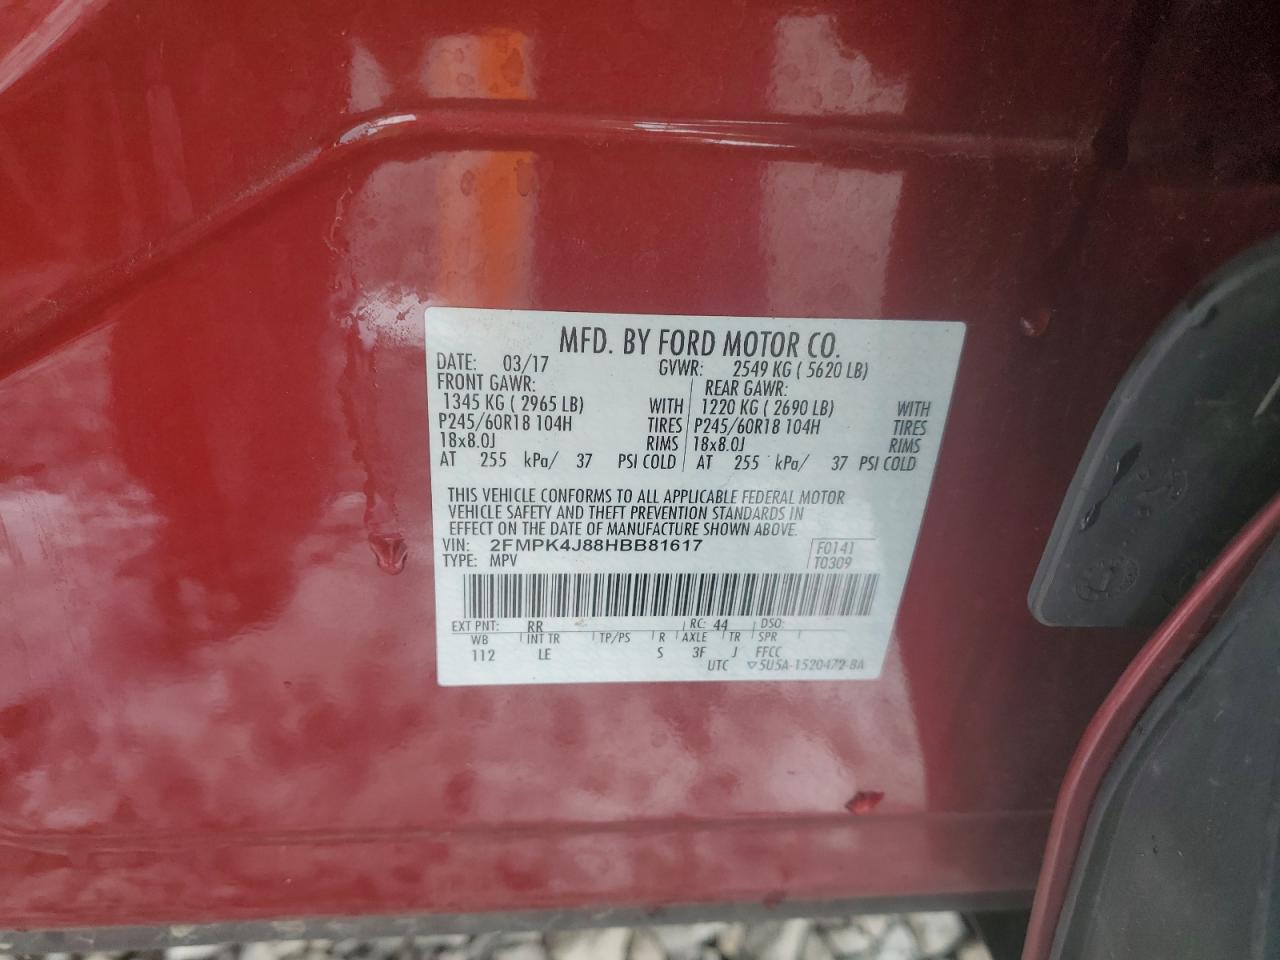 MFD. BY FORD MOTOR CO.
DATE: 03/17 GVWR: 2549 KG ( 5620 LB)
FRONT GAWR: REAR GAWR:
1345 KG ( 2965 LB) WITH 1220 KG ( 2690 LB) WITH
P245/60R18 104H TIRES P245/60R18 104H TIRES
18x8.0J RIMS 18x8.0J RIMS
AT 255 kPa/ 37 PSI COLD AT 255 kPa/ 37 PSI COLD
THIS VEHICLE CONFORMS TO ALL APPLICABLE FEDERAL MOTOR
VEHICLE SAFETY AND THEFT PREVENTION STANDARDS IN
EFFECT ON THE DATE OF MANUFACTURE SHOWN ABOVE.
VIN: 2FMPK4J88HBB81617 F0141
TYPE: MPV T0309
EXT PNT: RR RC: 44 DSO:
WB INT TR TP/PS R AXLE TR SPR
112 LE S 3F J FFCC
UTC ▽5U5A-1520472-BA